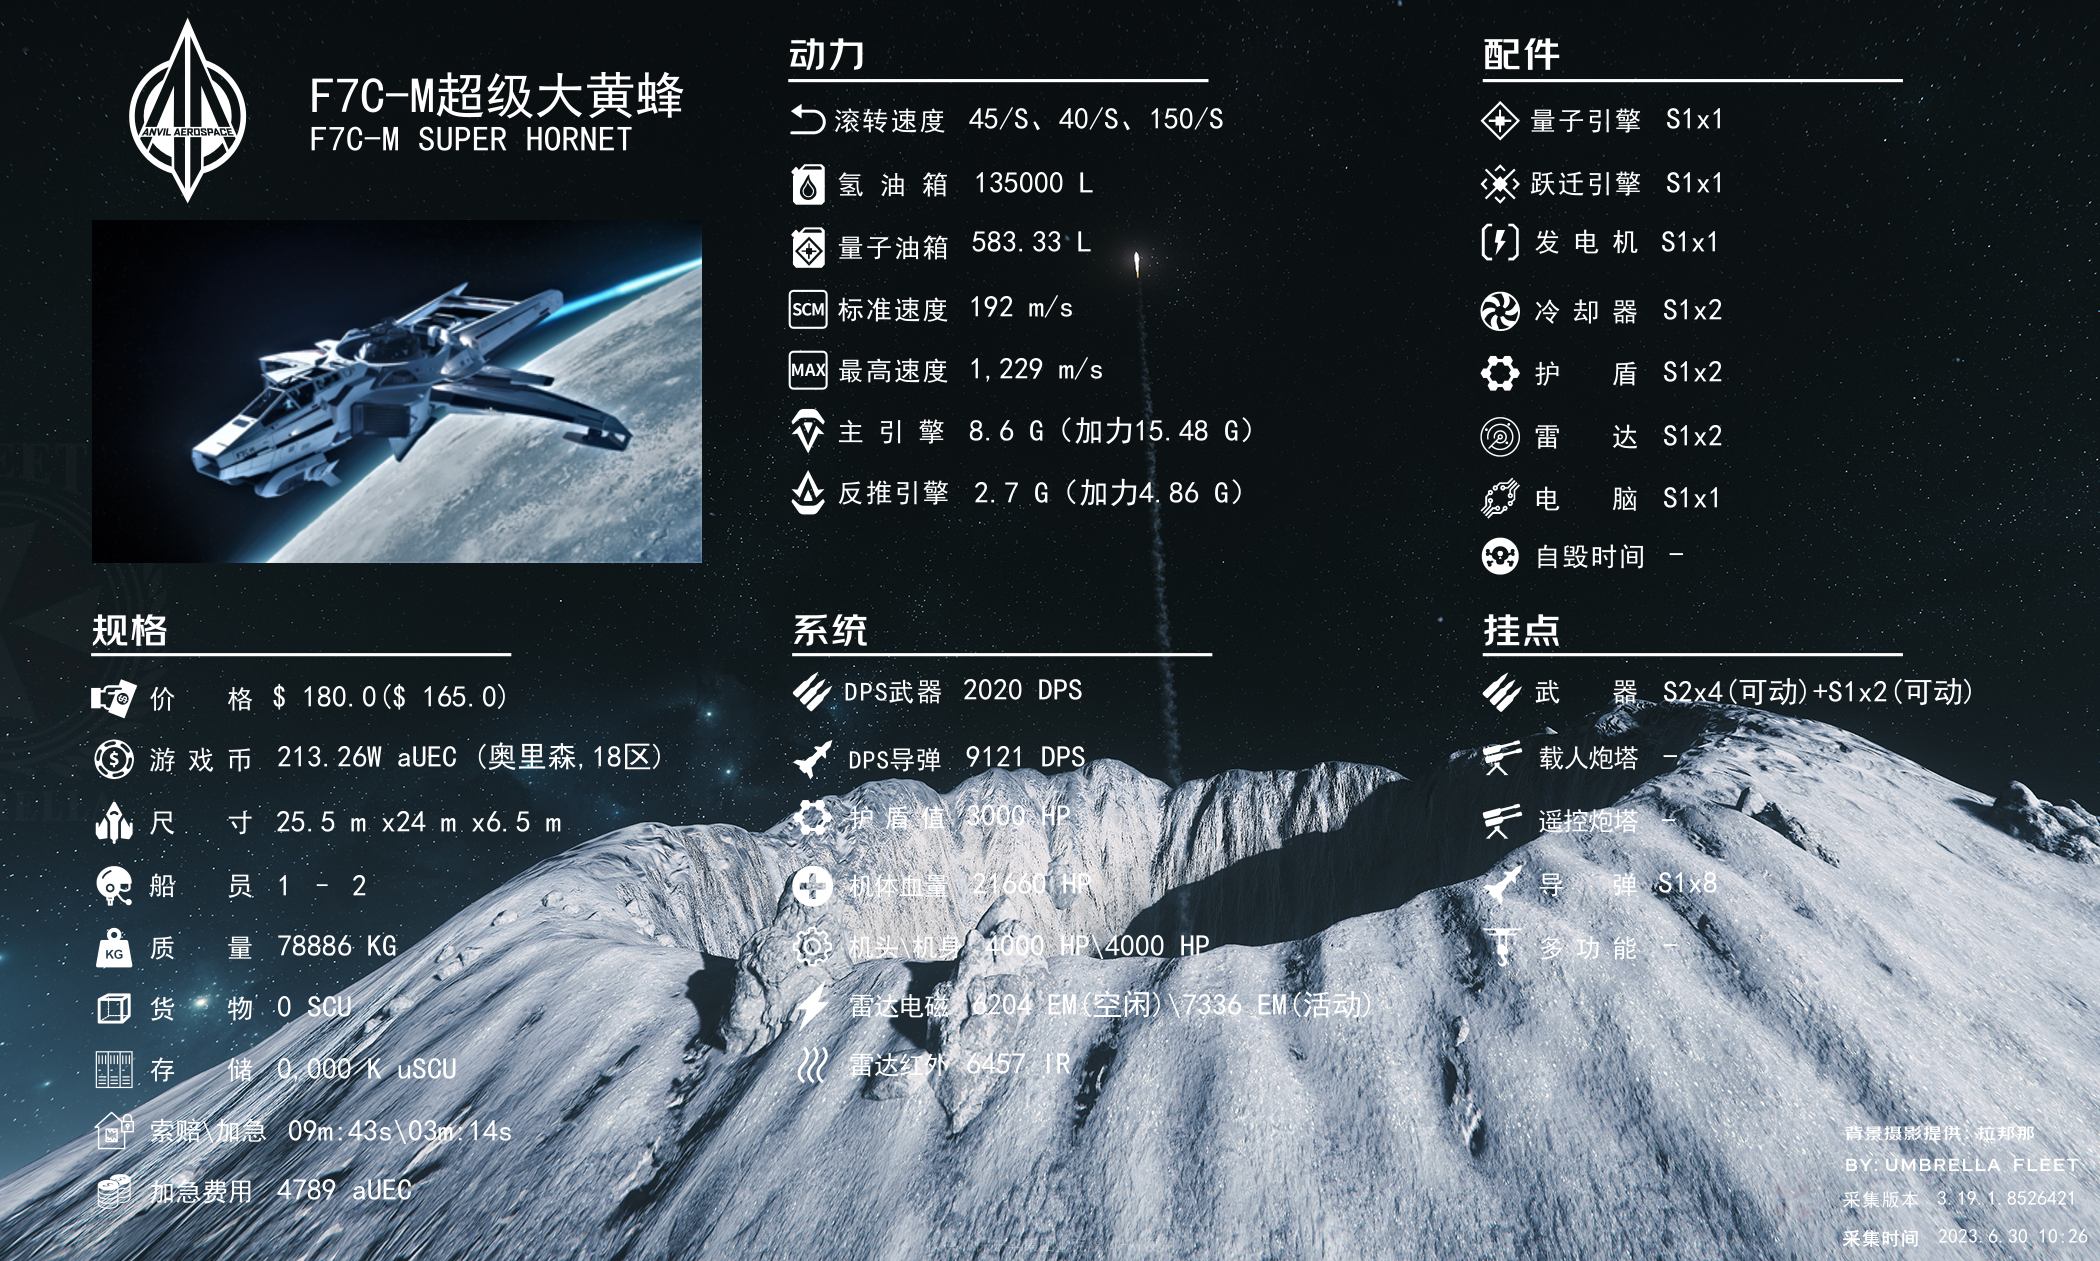 ANVIL AEROSPACE
F7C-M超级大黄蜂
F7C-M SUPER HORNET
F7C-M
动力
滚转速度 45/S、40/S、150/S
氢油箱 135000 L
量子油箱 583.33 L
SCM 标准速度 192 m/s
MAX 最高速度 1,229 m/s
主引擎 8.6 G（加力15.48 G）
反推引擎 2.7 G（加力4.86 G）
配件
量子引擎 S1x1
跃迁引擎 S1x1
发电机 S1x1
冷却器 S1x2
护盾 S1x2
雷达 S1x2
电脑 S1x1
自毁时间 -
规格
价格 $ 180.0($ 165.0)
$ 游戏币 213.26W aUEC (奥里森,18区)
尺寸 25.5 m x24 m x6.5 m
船员 1 - 2
KG 质量 78886 KG
货物 0 SCU
存储 0,000 K uSCU
索赔\加急 09m:43s\03m:14s
加急费用 4789 aUEC
系统
DPS武器 2020 DPS
DPS导弹 9121 DPS
护盾值 3000 HP
机体血量 21660 HP
机头\机身 4000 HP\4000 HP
雷达电磁 6204 EM(空闲)\7336 EM(活动)
雷达红外 6457 IR
挂点
武器 S2x4(可动)+S1x2(可动)
载人炮塔 -
遥控炮塔 -
导弹 S1x8
多功能 -
背景摄影提供：拉邦那
BY: UMBRELLA FLEET
采集版本 3.19.1.8526421
采集时间 2023.6.30 10:26